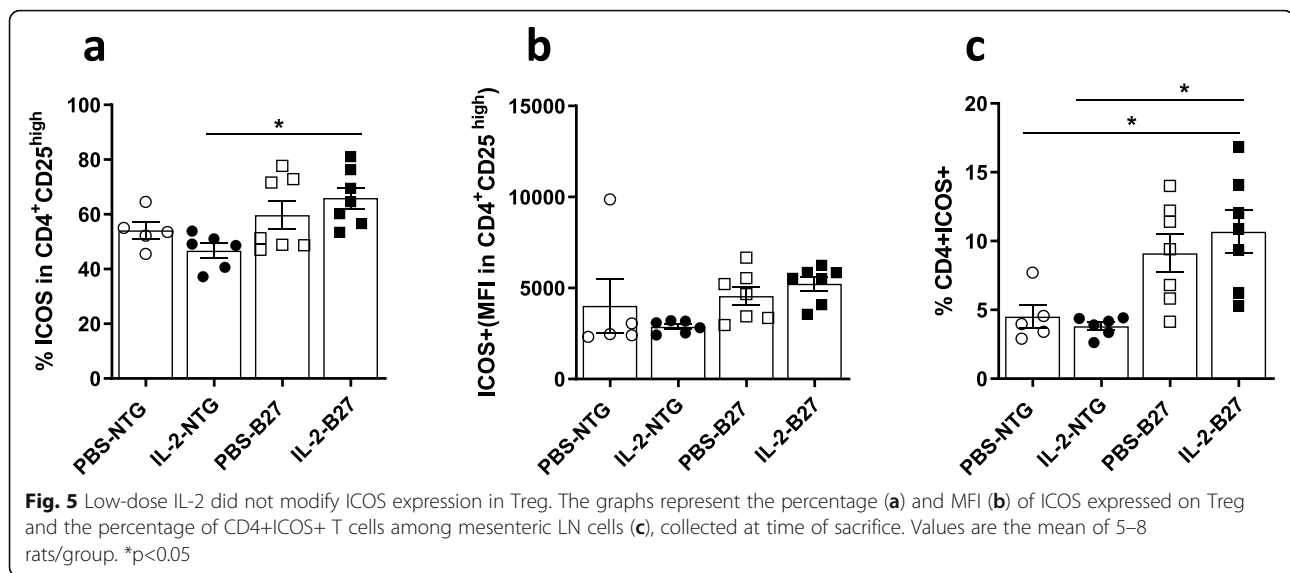 a
b
c
% ICOS in CD4+CD25high
100
80
60
40
20
0
*
PBS-NTG
IL-2-NTG
PBS-B27
IL-2-B27
ICOS+(MFI in CD4+CD25 high)
15000
10000
5000
0
PBS-NTG
IL-2-NTG
PBS-B27
IL-2-B27
% CD4+ICOS+
20
15
10
5
0
*
*
PBS-NTG
IL-2-NTG
PBS-B27
IL-2-B27
Fig. 5 Low-dose IL-2 did not modify ICOS expression in Treg. The graphs represent the percentage (a) and MFI (b) of ICOS expressed on Treg
and the percentage of CD4+ICOS+ T cells among mesenteric LN cells (c), collected at time of sacrifice. Values are the mean of 5–8
rats/group. *p<0.05